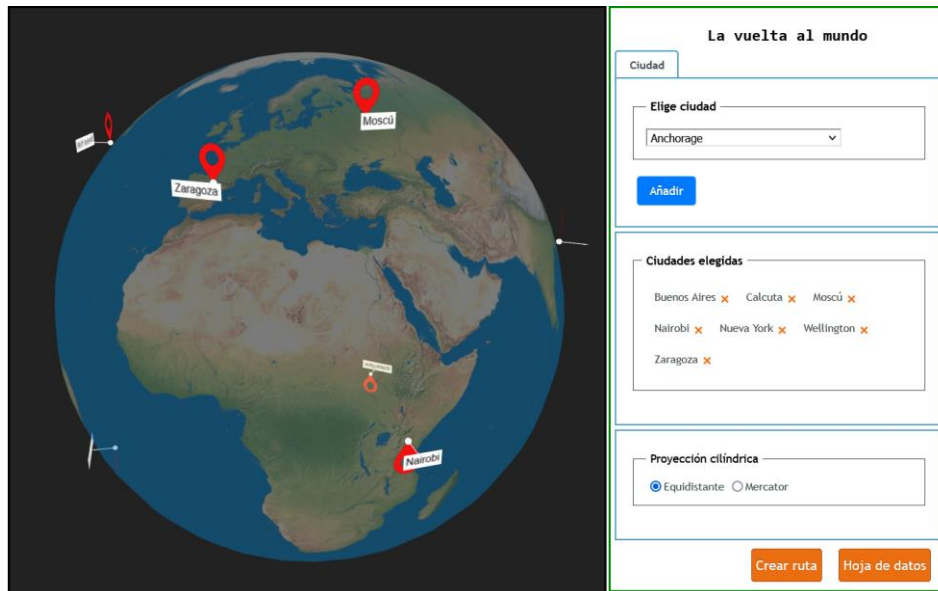 La vuelta al mundo
Ciudad
Elige ciudad
Anchorage
Añadir
Ciudades elegidas
Buenos Aires × Calcuta × Moscú ×
Nairobi × Nueva York × Wellington ×
Zaragoza ×
Proyección cilíndrica
Equidistante Mercator
Crear ruta Hoja de datos
Moscú
Zaragoza
Nairobi